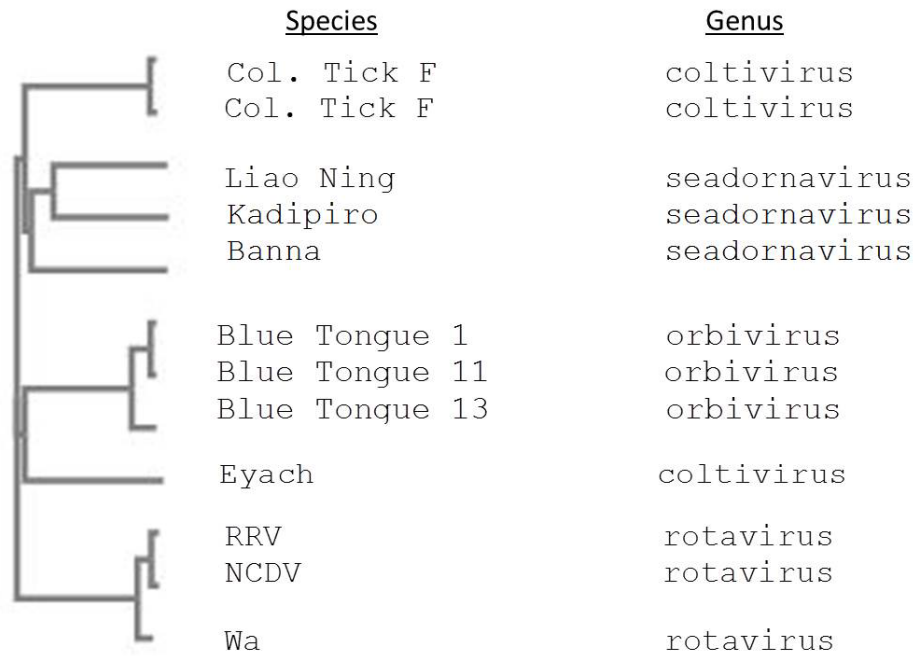 Species Genus
Col. Tick F coltivirus
Col. Tick F coltivirus
Liao Ning seadornavirus
Kadipiro seadornavirus
Banna seadornavirus
Blue Tongue 1 orbivirus
Blue Tongue 11 orbivirus
Blue Tongue 13 orbivirus
Eyach coltivirus
RRV rotavirus
NCDV rotavirus
Wa rotavirus